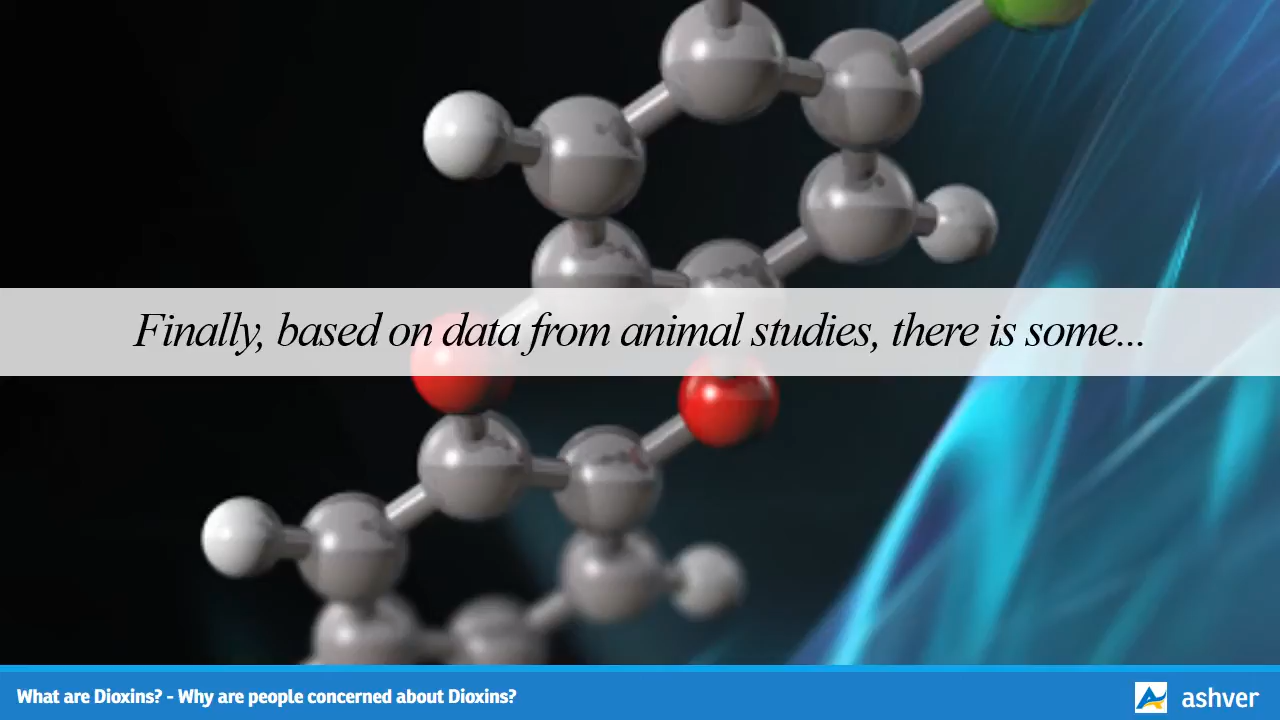 Finally, based on data from animal studies, there is some...
What are Dioxins? - Why are people concerned about Dioxins?
ashver